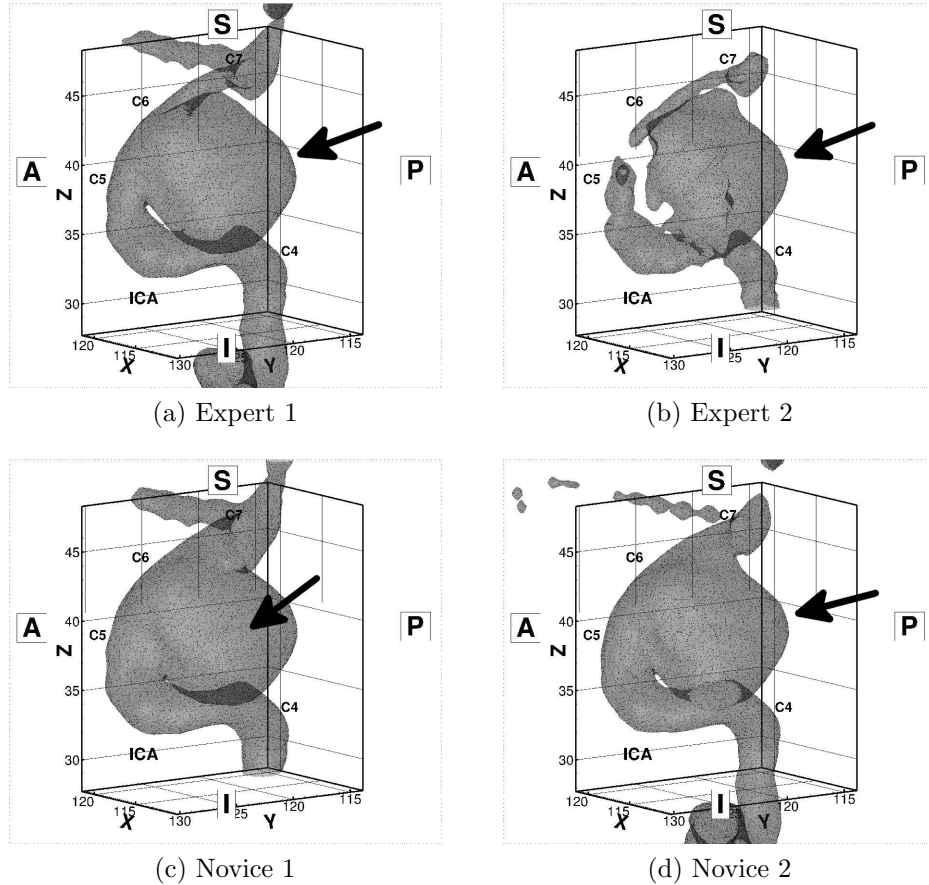 S
C7
45
C6
40
A
C5
P
Z
35
C4
30
ICA
120
115
X
130
I
25
Y
120
115
(a) Expert 1
S
C7
45
C6
40
A
C5
P
Z
35
C4
30
ICA
120
115
X
130
I
25
Y
120
115
(b) Expert 2
S
C7
45
C6
40
A
C5
P
Z
35
C4
30
ICA
120
115
X
130
I
25
Y
120
115
(c) Novice 1
S
C7
45
C6
40
A
C5
P
Z
35
C4
30
ICA
120
115
X
130
I
25
Y
120
115
(d) Novice 2